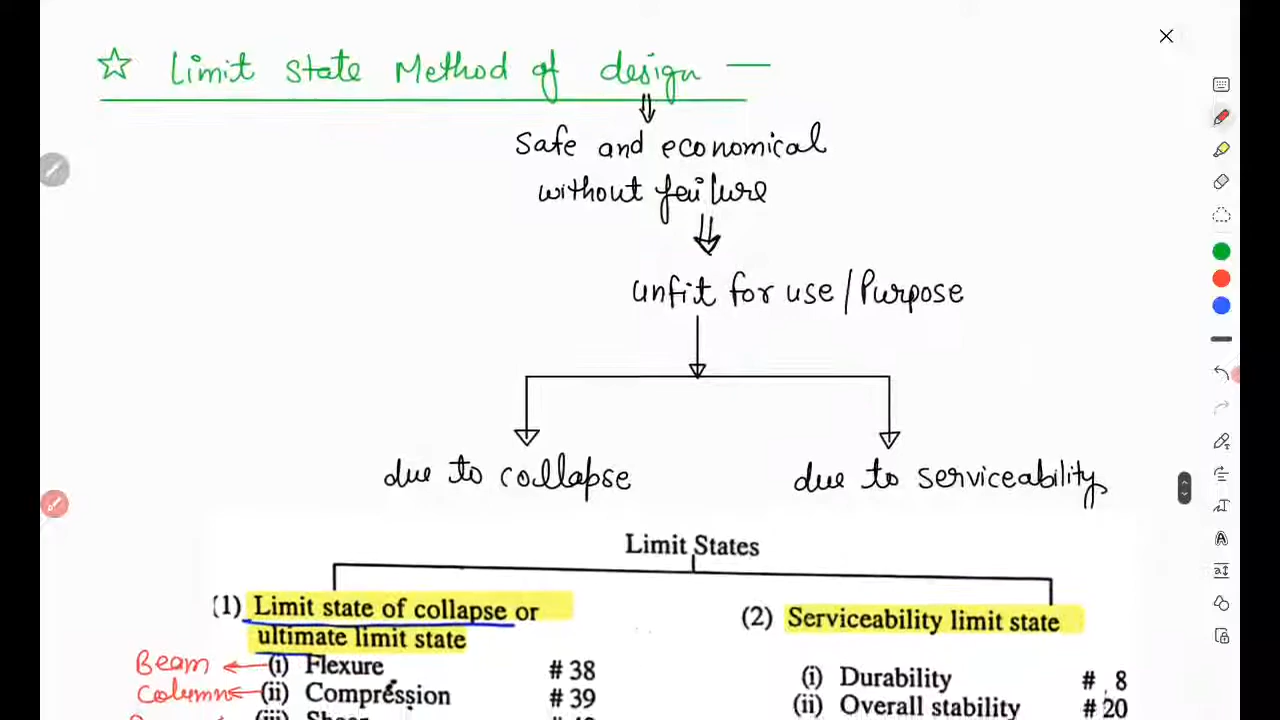 ☆ Limit State Method of design —
Safe and economical
without failure
unfit for use/Purpose
due to collapse
due to serviceability
Limit States
(1) Limit state of collapse or
ultimate limit state
(2) Serviceability limit state
Beam ← (i) Flexure # 38
Column ← (ii) Compression # 39
(i) Durability # 8
(ii) Overall stability # 20